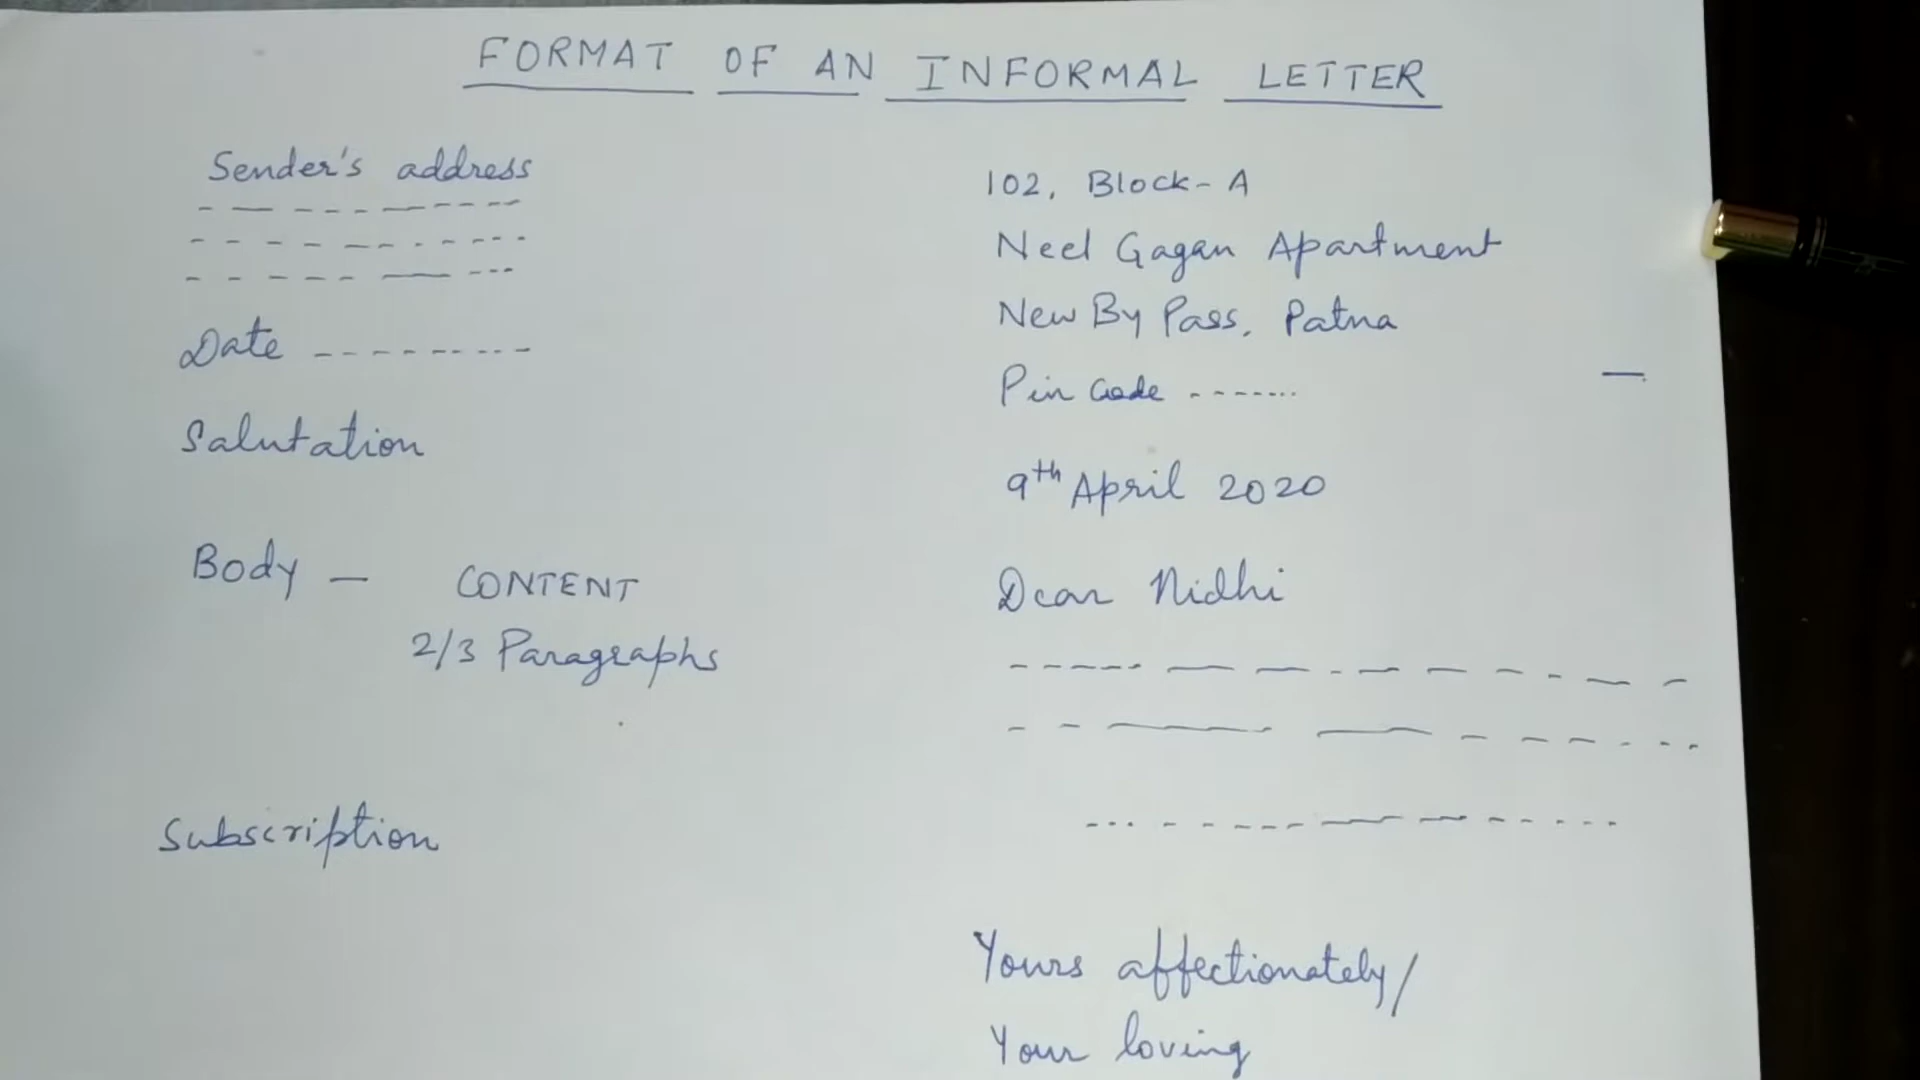 FORMAT OF AN INFORMAL LETTER
Sender's address
Date
Salutation
Body - CONTENT
2/3 Paragraphs
Subscription
102, Block-A
Neel Gagan Apartment
New By Pass, Patna
Pin Code
9th April 2020
Dear Nidhi
Yours affectionately/
Your loving